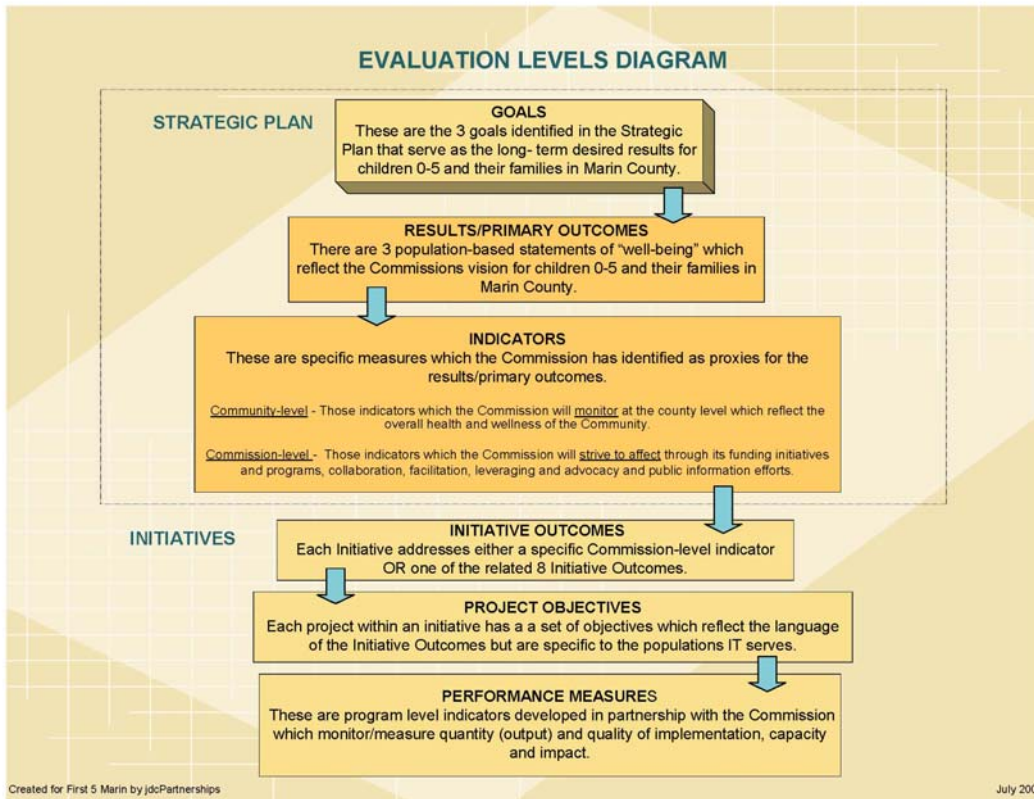 EVALUATION LEVELS DIAGRAM
STRATEGIC PLAN
GOALS
These are the 3 goals identified in the Strategic
Plan that serve as the long- term desired results for
children 0-5 and their families in Marin County.
RESULTS/PRIMARY OUTCOMES
There are 3 population-based statements of “well-being” which
reflect the Commissions vision for children 0-5 and their families in
Marin County.
INDICATORS
These are specific measures which the Commission has identified as proxies for the
results/primary outcomes.
Community-level - Those indicators which the Commission will monitor at the county level which reflect the
overall health and wellness of the Community.
Commission-level - Those indicators which the Commission will strive to affect through its funding initiatives
and programs, collaboration, facilitation, leveraging and advocacy and public information efforts.
INITIATIVES
INITIATIVE OUTCOMES
Each Initiative addresses either a specific Commission-level indicator
OR one of the related 8 Initiative Outcomes.
PROJECT OBJECTIVES
Each project within an initiative has a a set of objectives which reflect the language
of the Initiative Outcomes but are specific to the populations IT serves.
PERFORMANCE MEASURES
These are program level indicators developed in partnership with the Commission
which monitor/measure quantity (output) and quality of implementation, capacity
and impact.
Created for First 5 Marin by jdcPartnerships
July